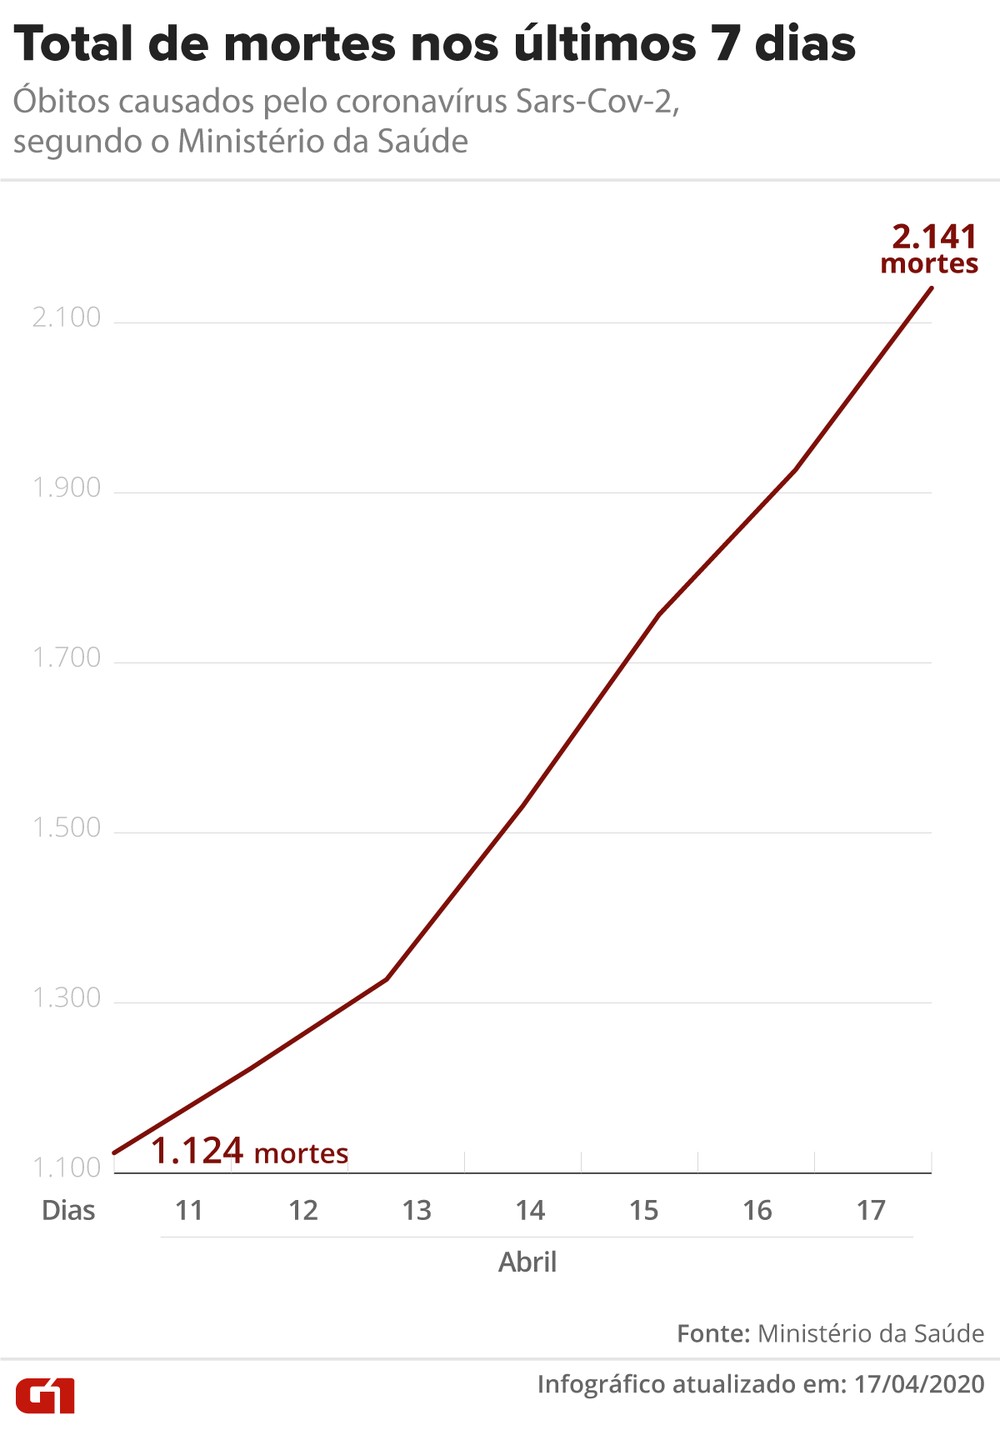 Total de mortes nos últimos 7 dias
Óbitos causados pelo coronavírus Sars-Cov-2,
segundo o Ministério da Saúde
2.141
mortes
2.100
1.900
1.700
1.500
1.300
1.124 mortes
1.100
Dias 11 12 13 14 15 16 17
Abril
Fonte: Ministério da Saúde
Infográfico atualizado em: 17/04/2020
G1